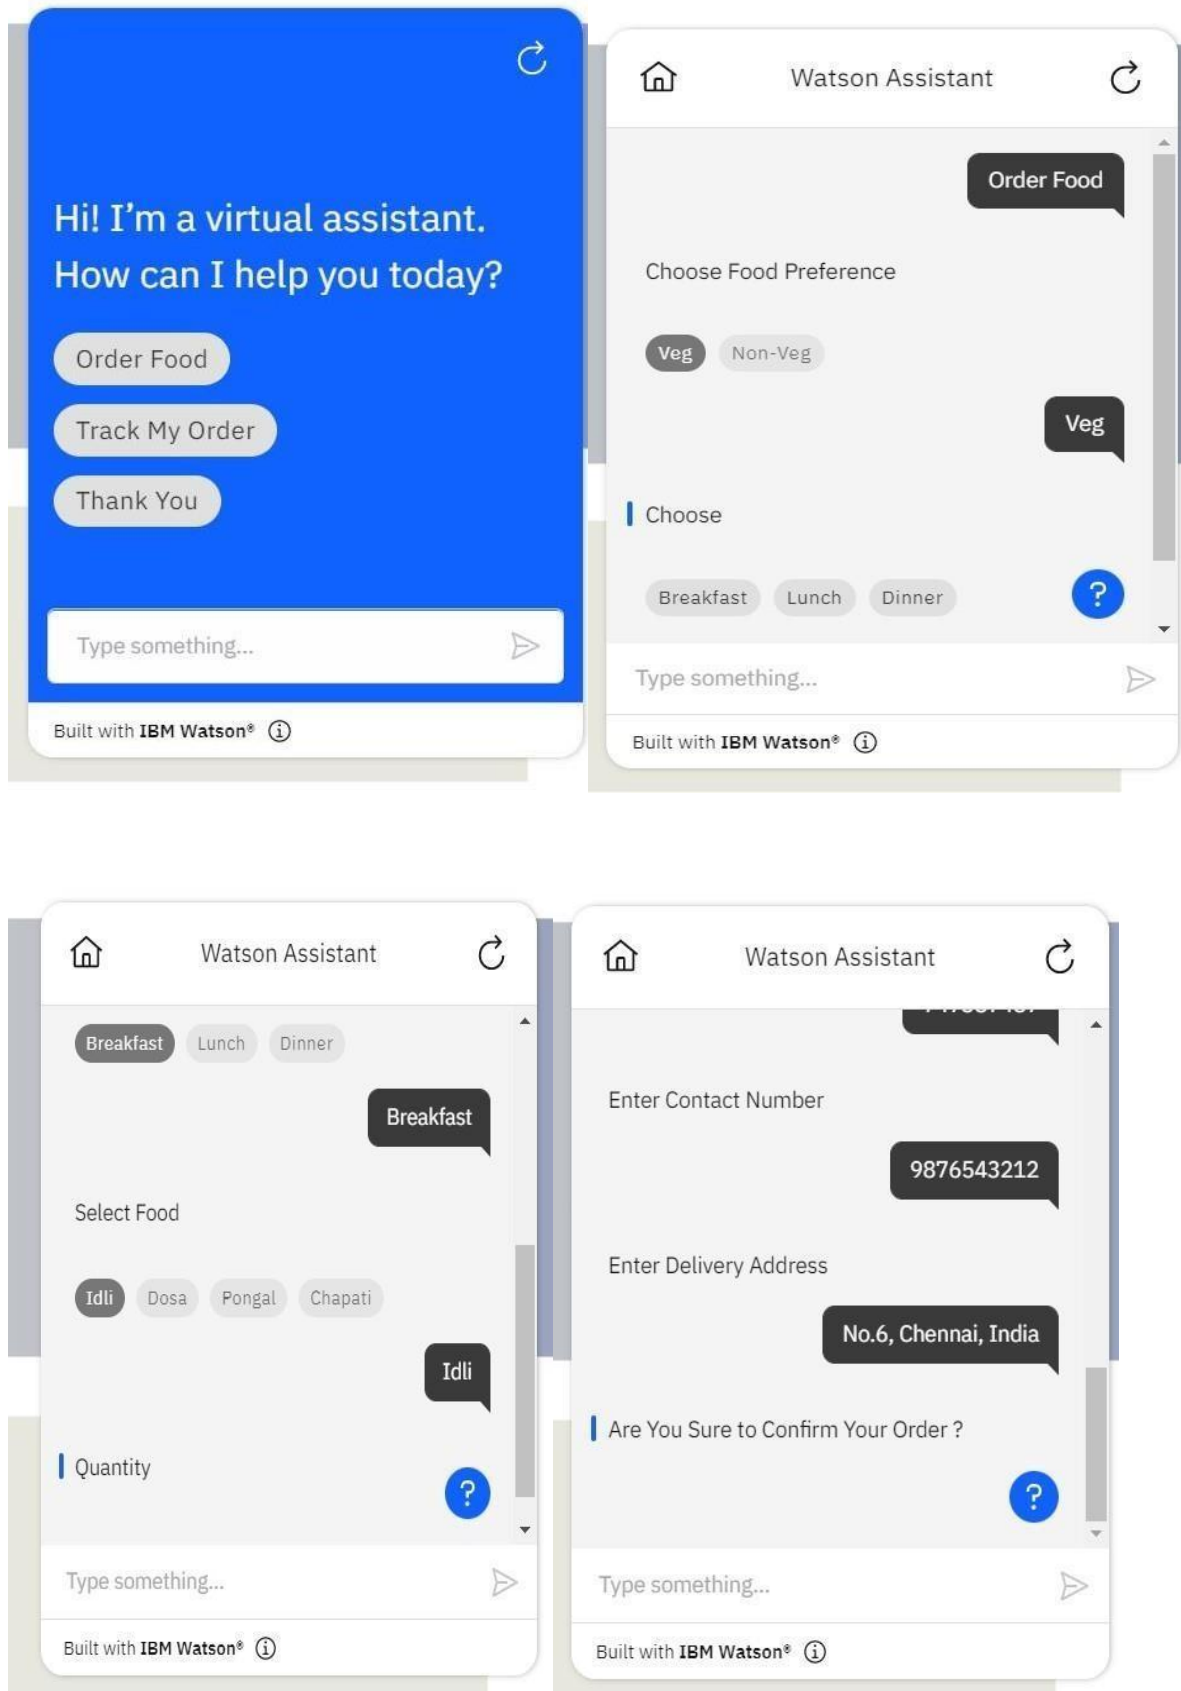 Hi! I'm a virtual assistant.
How can I help you today?
Order Food
Track My Order
Thank You
Type something...
Built with IBM Watson®
Watson Assistant
Order Food
Choose Food Preference
Veg Non-Veg
Veg
Choose
Breakfast Lunch Dinner
?
Type something...
Built with IBM Watson®
Watson Assistant
Breakfast Lunch Dinner
Breakfast
Select Food
Idli Dosa Pongal Chapati
Idli
Quantity
?
Type something...
Built with IBM Watson®
Watson Assistant
Enter Contact Number
9876543212
Enter Delivery Address
No.6, Chennai, India
Are You Sure to Confirm Your Order ?
?
Type something...
Built with IBM Watson®